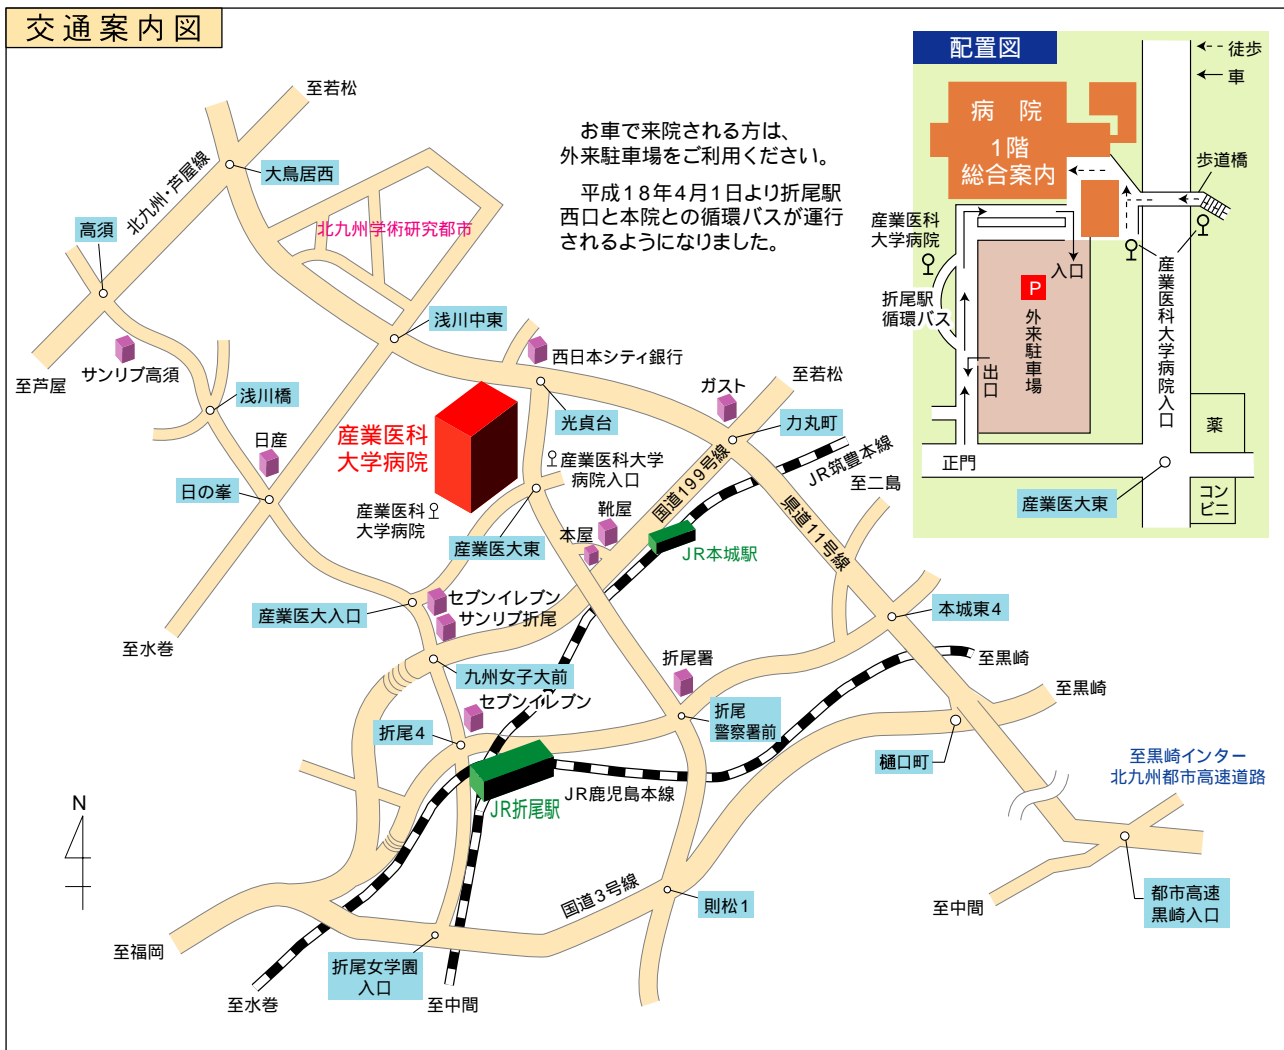 交通案内図
お車で来院される方は、
外来駐車場をご利用ください。
平成18年4月1日より折尾駅
西口と本院との循環バスが運行
されるようになりました。
至若松
大鳥居西
北九州・芦屋線
高須
北九州学術研究都市
浅川中東
至芦屋
サンリブ高須
浅川橋
日産
日の峯
至水巻
西日本シティ銀行
光貞台
ガスト
至若松
力丸町
産業医科
大学病院
産業医科大学
病院入口
産業医科
大学病院
産業医大東
靴屋
本屋
国道199号線
JR筑豊本線
至二島
県道11号線
JR本城駅
産業医大入口
セブンイレブン
サンリブ折尾
九州女子大前
本城東4
至黒崎
至黒崎
折尾署
折尾
警察署前
セブンイレブン
折尾4
樋口町
JR鹿児島本線
JR折尾駅
至黒崎インター
北九州都市高速道路
N
国道3号線
則松1
至中間
都市高速
黒崎入口
至福岡
折尾女学園
入口
至水巻
至中間
配置図
徒歩
車
病 院
1階
総合案内
歩道橋
産業医科
大学病院
入口
P
外来駐車場
折尾駅
循環バス
出口
産業医科大学病院入口
薬
正門
産業医大東
コン
ビニ